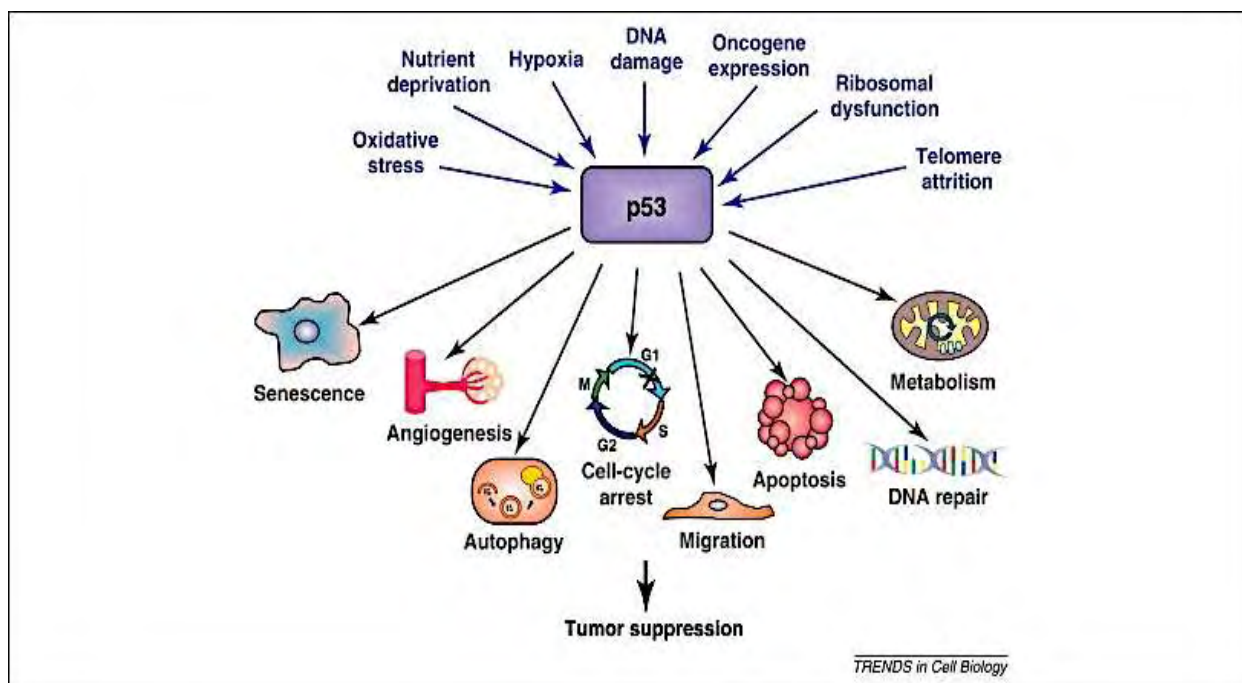 DNA
damage
Oncogene
expression
Hypoxia
Nutrient
deprivation
Ribosomal
dysfunction
Oxidative
stress
Telomere
attrition
p53
Senescence
Angiogenesis
Autophagy
G1
M
S
G2
Cell-cycle
arrest
Migration
Apoptosis
DNA repair
Metabolism
Tumor suppression
TRENDS in Cell Biology